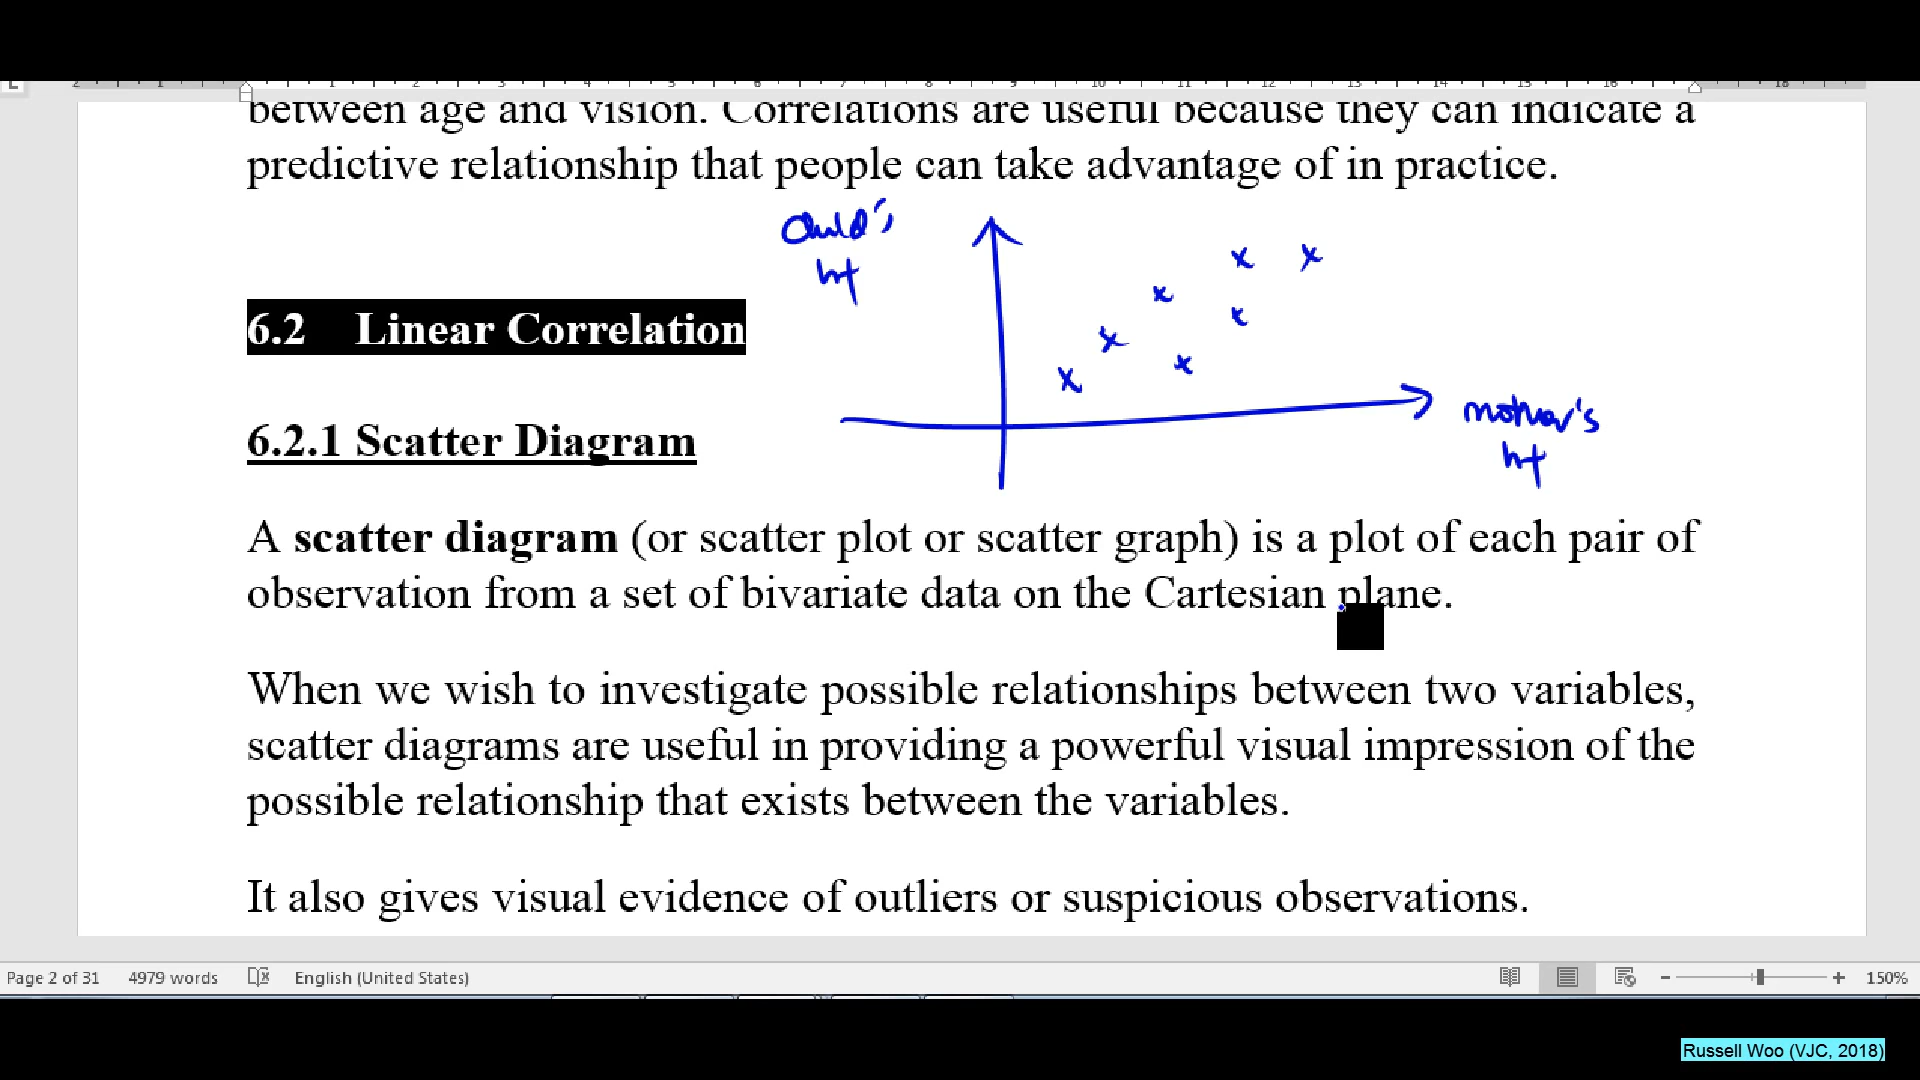 between age and vision. Correlations are useful because they can indicate a
predictive relationship that people can take advantage of in practice.
child's
ht
6.2 Linear Correlation
mother's
ht
6.2.1 Scatter Diagram
A scatter diagram (or scatter plot or scatter graph) is a plot of each pair of
observation from a set of bivariate data on the Cartesian plane.
When we wish to investigate possible relationships between two variables,
scatter diagrams are useful in providing a powerful visual impression of the
possible relationship that exists between the variables.
It also gives visual evidence of outliers or suspicious observations.
Page 2 of 31 4979 words English (United States) 150%
Russell Woo (VJC, 2018)